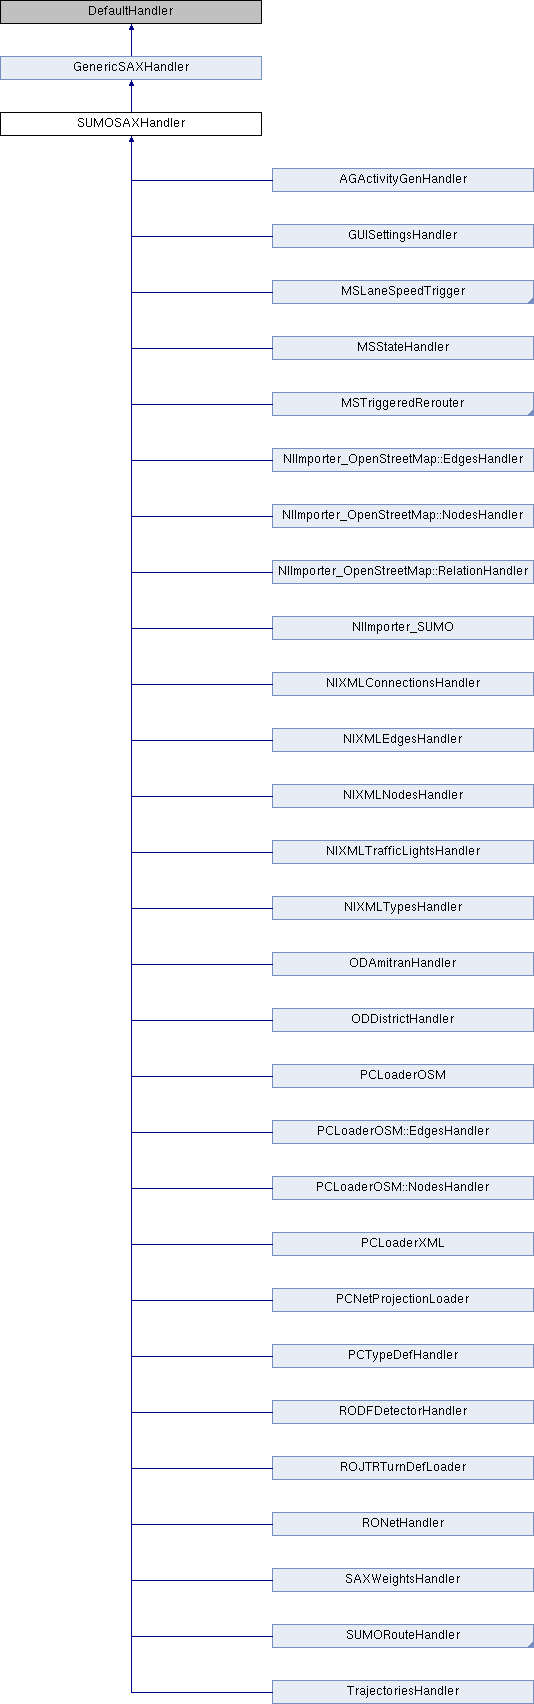 DefaultHandler
GenericSAXHandler
SUMOSAXHandler
AGActivityGenHandler
GUISettingsHandler
MSLaneSpeedTrigger
MSStateHandler
MSTriggeredRerouter
NIImporter_OpenStreetMap::EdgesHandler
NIImporter_OpenStreetMap::NodesHandler
NIImporter_OpenStreetMap::RelationHandler
NIImporter_SUMO
NIXMLConnectionsHandler
NIXMLEdgesHandler
NIXMLNodesHandler
NIXMLTrafficLightsHandler
NIXMLTypesHandler
ODAmitranHandler
ODDistrictHandler
PCLoaderOSM
PCLoaderOSM::EdgesHandler
PCLoaderOSM::NodesHandler
PCLoaderXML
PCNetProjectionLoader
PCTypeDefHandler
RODFDetectorHandler
ROJTRTurnDefLoader
RONetHandler
SAXWeightsHandler
SUMORouteHandler
TrajectoriesHandler